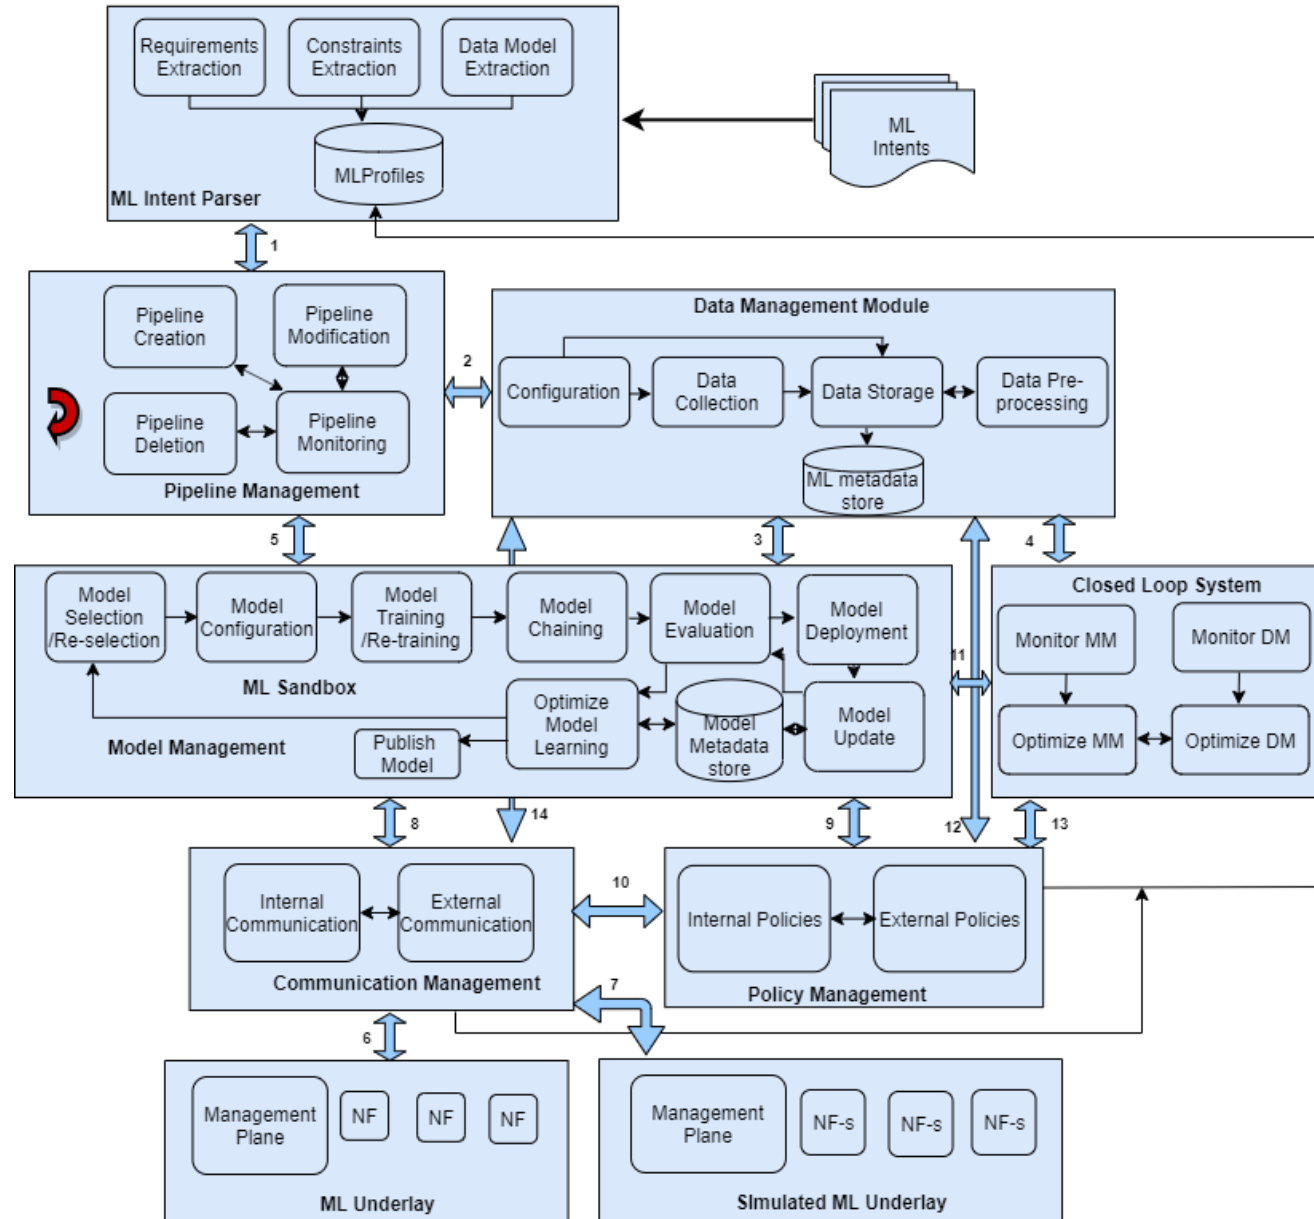 Requirements
Extraction
Constraints
Extraction
Data Model
Extraction
ML
Intents
MLProfiles
ML Intent Parser
1
Pipeline
Creation
Pipeline
Modification
Pipeline
Deletion
Pipeline
Monitoring
Pipeline Management
2
Data Management Module
Configuration
Data
Collection
Data Storage
Data Pre-
processing
ML metadata
store
5
3
4
Model
Selection
/Re-selection
Model
Configuration
Model
Training
/Re-training
Model
Chaining
Model
Evaluation
Model
Deployment
ML Sandbox
Optimize
Model
Learning
Model
Metadata
store
Model
Update
Model Management
Publish
Model
11
Closed Loop System
Monitor MM
Monitor DM
Optimize MM
Optimize DM
8
14
9
12
13
Internal
Communication
External
Communication
Communication Management
10
Internal Policies
External Policies
Policy Management
7
6
Management
Plane
NF
NF
NF
ML Underlay
Management
Plane
NF-s
NF-s
NF-s
SImulated ML Underlay